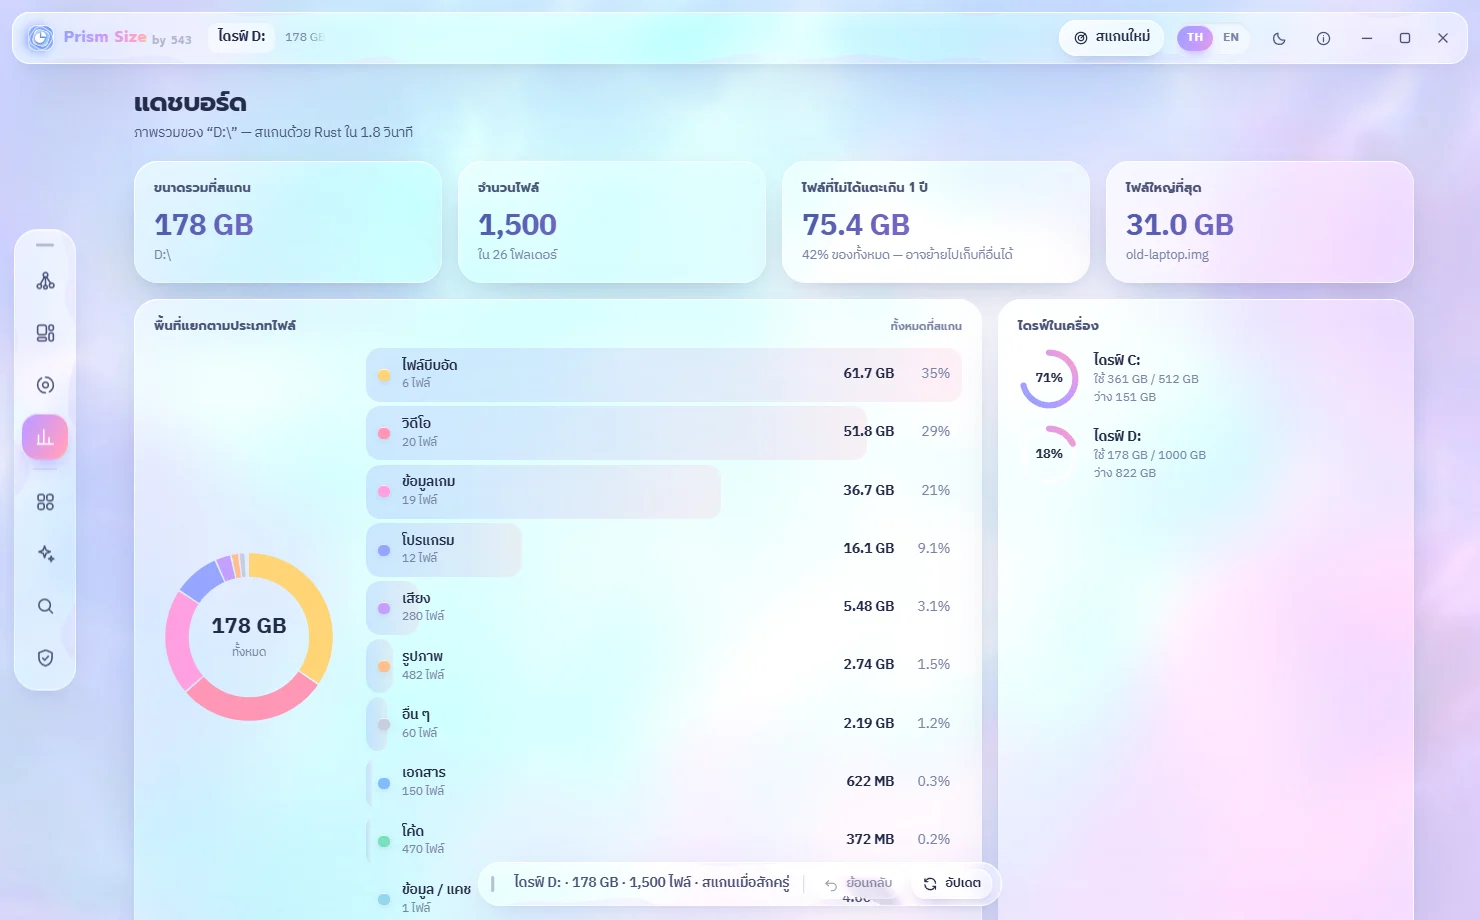 Prism Size by 543
ไดรฟ์ D:
178 GB
สแกนใหม่
TH
EN
แดชบอร์ด
ภาพรวมของ “D:\” — สแกนด้วย Rust ใน 1.8 วินาที
ขนาดรวมที่สแกน
178 GB
D:\
จำนวนไฟล์
1,500
ใน 26 โฟลเดอร์
ไฟล์ที่ไม่ได้แตะเกิน 1 ปี
75.4 GB
42% ของทั้งหมด — อาจย้ายไปเก็บที่อื่นได้
ไฟล์ใหญ่ที่สุด
31.0 GB
old-laptop.img
พื้นที่แยกตามประเภทไฟล์
ทั้งหมดที่สแกน
178 GB
ทั้งหมด
ไฟล์บีบอัด
6 ไฟล์
61.7 GB
35%
วิดีโอ
20 ไฟล์
51.8 GB
29%
ข้อมูลเกม
19 ไฟล์
36.7 GB
21%
โปรแกรม
12 ไฟล์
16.1 GB
9.1%
เสียง
280 ไฟล์
5.48 GB
3.1%
รูปภาพ
482 ไฟล์
2.74 GB
1.5%
อื่น ๆ
60 ไฟล์
2.19 GB
1.2%
เอกสาร
150 ไฟล์
622 MB
0.3%
โค้ด
470 ไฟล์
372 MB
0.2%
ข้อมูล / แคช
1 ไฟล์
ไดรฟ์ในเครื่อง
71%
ไดรฟ์ C:
ใช้ 361 GB / 512 GB
ว่าง 151 GB
18%
ไดรฟ์ D:
ใช้ 178 GB / 1000 GB
ว่าง 822 GB
ไดรฟ์ D: · 178 GB · 1,500 ไฟล์ · สแกนเมื่อสักครู่
ย้อนกลับ
อัปเดต